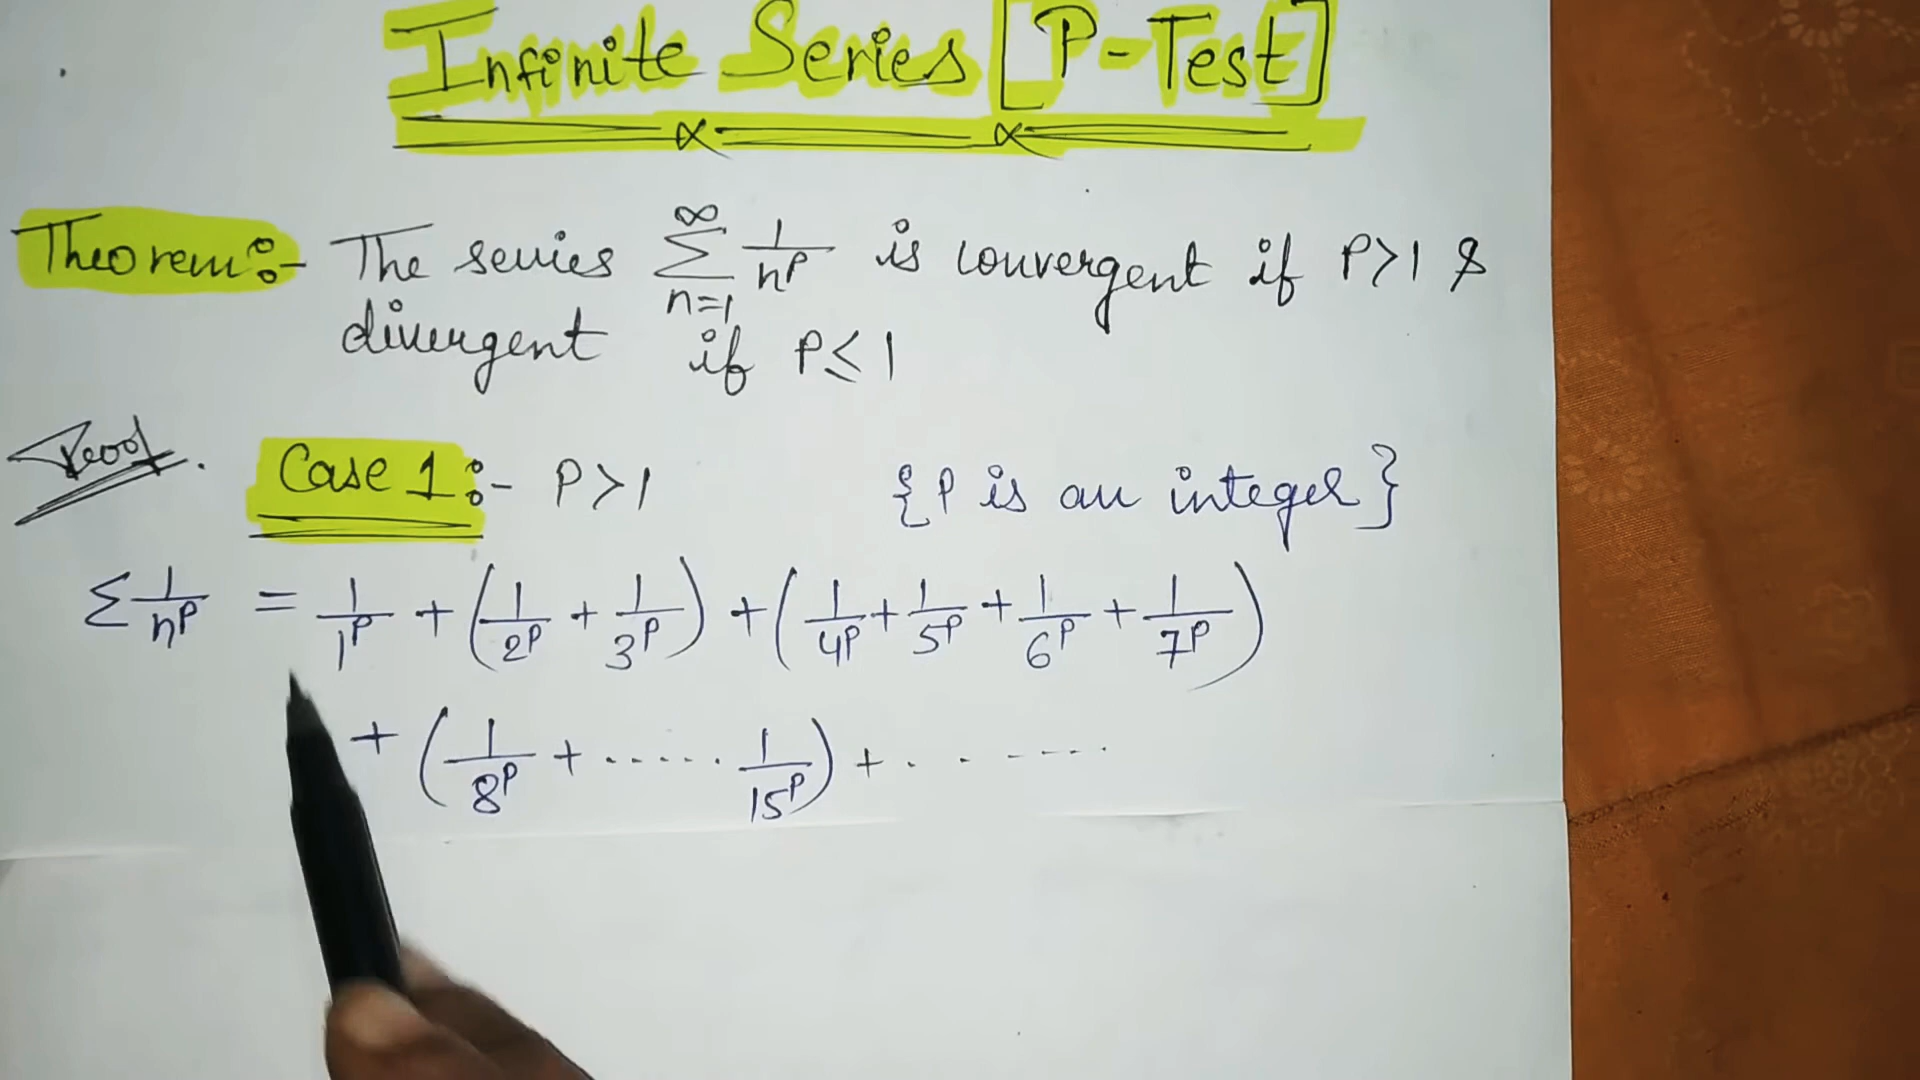 Infinite Series [P-Test]
Theorem:- The series ∑_{n=1}^{∞} 1/n^p is convergent if P>1 &
divergent if P≤1
Proof. Case 1:- P>1 {P is an integer}
∑ 1/n^p = 1/1^p + (1/2^p + 1/3^p) + (1/4^p + 1/5^p + 1/6^p + 1/7^p)
+ (1/8^p + ...... 1/15^p) + . . ......